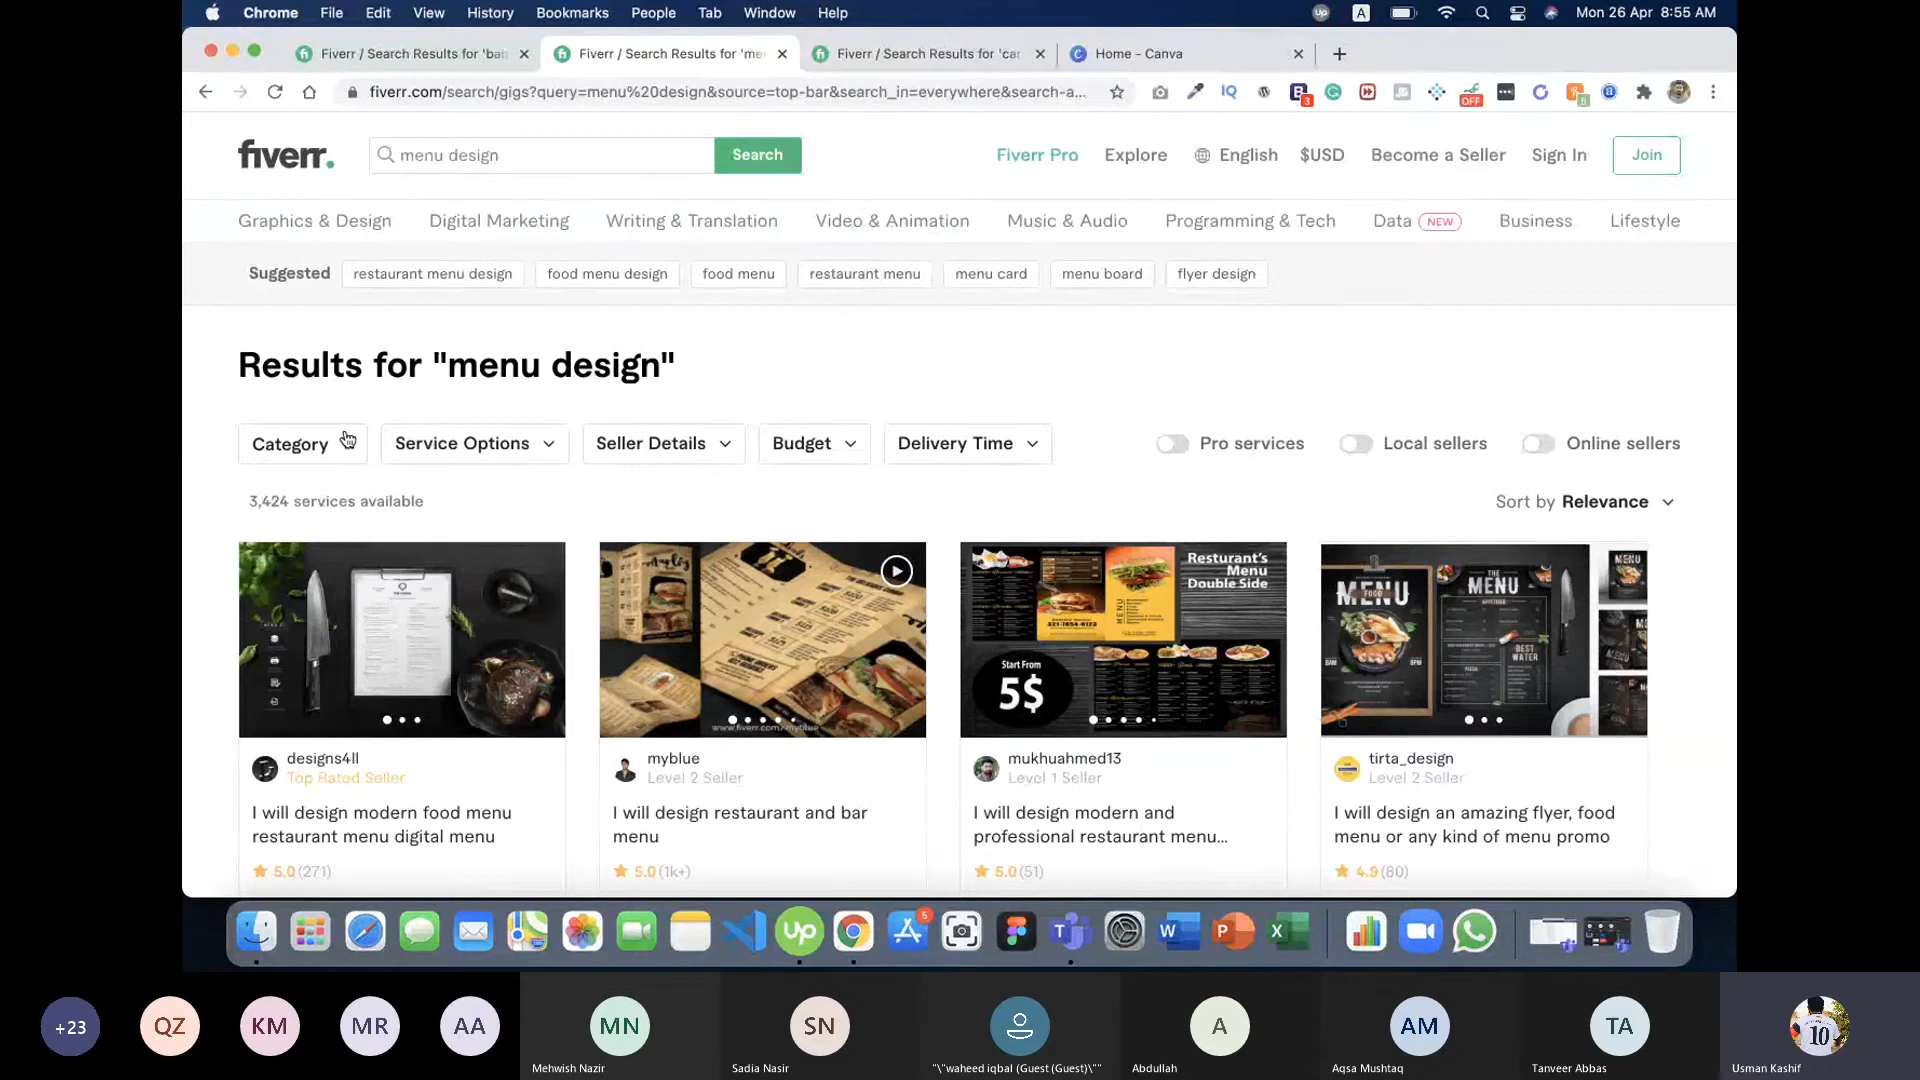 Chrome File Edit View History Bookmarks People Tab Window Help
A Mon 26 Apr 8:55 AM
Fiverr / Search Results for 'bab
Fiverr / Search Results for 'me
Fiverr / Search Results for 'car
Home - Canva
fiverr.com/search/gigs?query=menu%20design&source=top-bar&search_in=everywhere&search-a...
fiverr.
menu design
Search
Fiverr Pro Explore English $USD Become a Seller Sign In Join
Graphics & Design Digital Marketing Writing & Translation Video & Animation Music & Audio Programming & Tech Data NEW Business Lifestyle
Suggested restaurant menu design food menu design food menu restaurant menu menu card menu board flyer design
Results for "menu design"
Category Service Options Seller Details Budget Delivery Time Pro services Local sellers Online sellers
3,424 services available
Sort by Relevance
www.fiverr.com/myblue
Resturant's
Menu
Double Side
Start From
5$
MENU
FOOD
THE
MENU
BEST
WATER
MENU
designs4ll
Top Rated Seller
I will design modern food menu
restaurant menu digital menu
5.0 (271)
myblue
Level 2 Seller
I will design restaurant and bar
menu
5.0 (1k+)
mukhuahmed13
Level 1 Seller
I will design modern and
professional restaurant menu...
5.0 (51)
tirta_design
Level 2 Seller
I will design an amazing flyer, food
menu or any kind of menu promo
4.9 (80)
+23 QZ KM MR AA MN SN A AM TA
Mehwish Nazir
Sadia Nasir
"\"waheed iqbal (Guest (Guest)\""
Abdullah
Aqsa Mushtaq
Tanveer Abbas
Usman Kashif